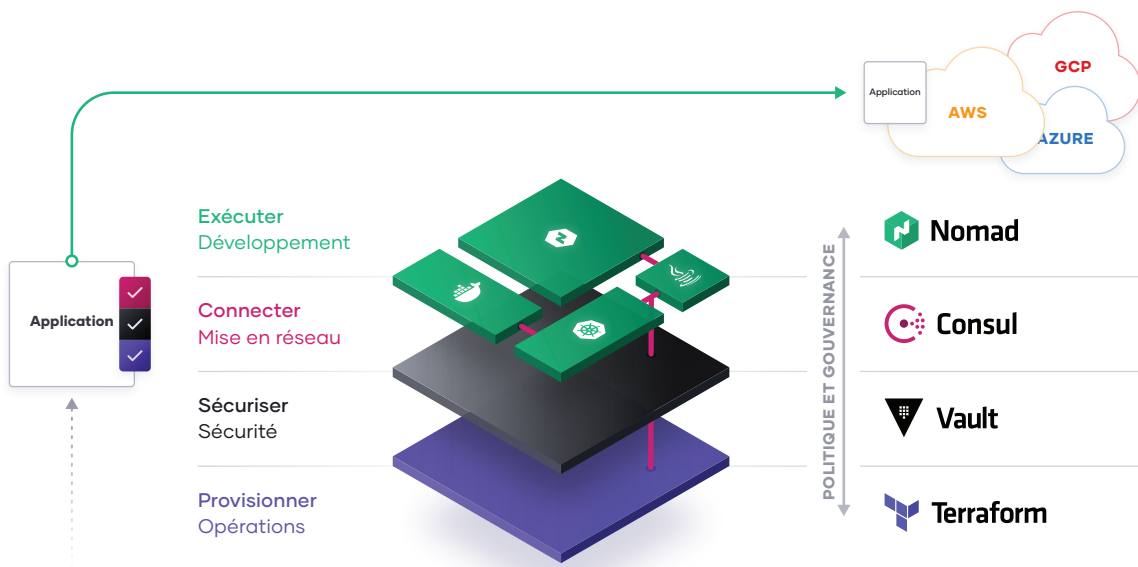 GCP
Application
AWS
AZURE
Exécuter
Développement
Nomad
Application
Connecter
Mise en réseau
Consul
Sécuriser
Sécurité
Vault
Provisionner
Opérations
Terraform
POLITIQUE ET GOUVERNANCE